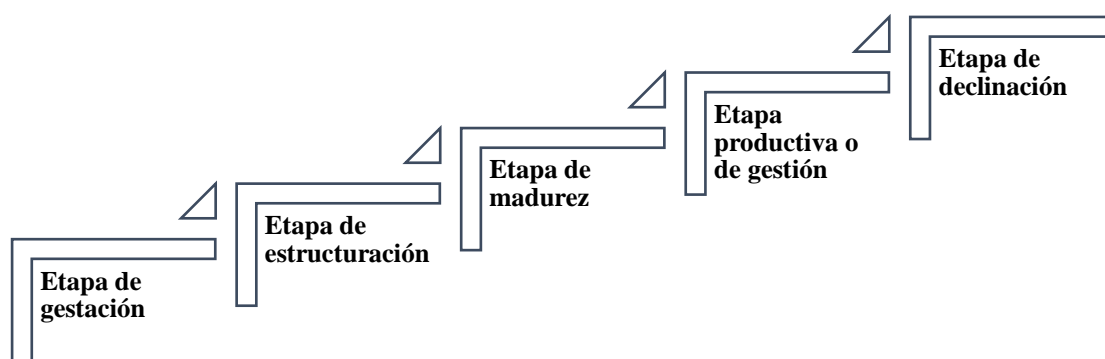 Etapa de
gestación
Etapa de
estructuración
Etapa de
madurez
Etapa
productiva o
de gestión
Etapa de
declinación